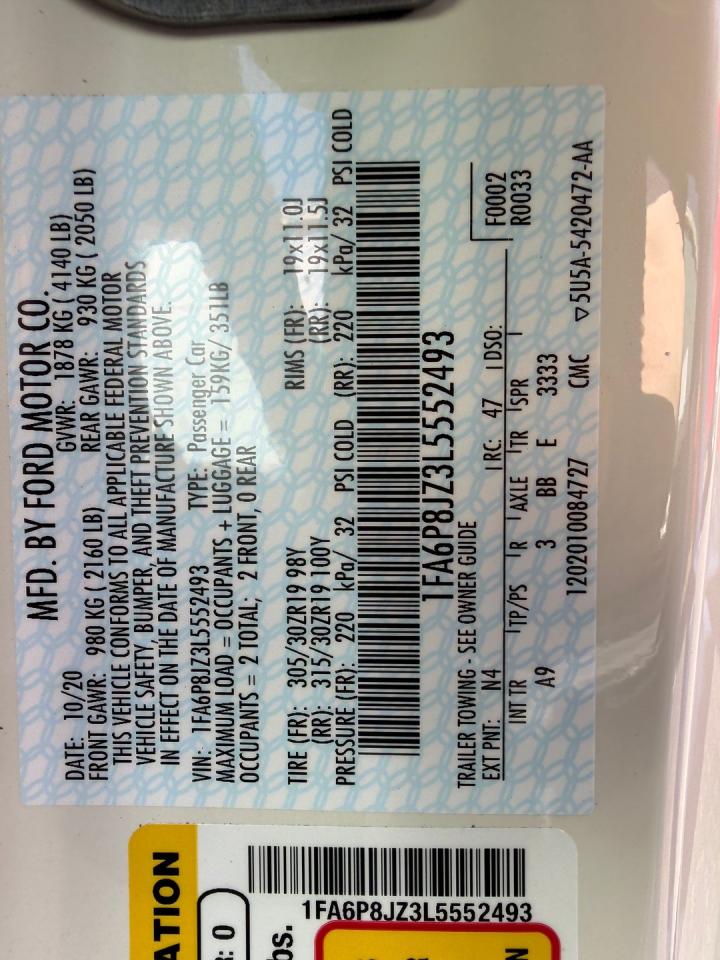 MFD. BY FORD MOTOR CO.
DATE: 10/20 GVWR: 1878 KG ( 4140 LB)
FRONT GAWR: 980 KG ( 2160 LB) REAR GAWR: 930 KG ( 2050 LB)
THIS VEHICLE CONFORMS TO ALL APPLICABLE FEDERAL MOTOR
VEHICLE SAFETY, BUMPER, AND THEFT PREVENTION STANDARDS
IN EFFECT ON THE DATE OF MANUFACTURE SHOWN ABOVE.
VIN: 1FA6P8JZ3L5552493 TYPE: Passenger Car
MAXIMUM LOAD = OCCUPANTS + LUGGAGE = 159KG/ 351LB
OCCUPANTS = 2 TOTAL; 2 FRONT, 0 REAR
TIRE (FR): 305/30ZR19 98Y RIMS (FR): 19x11.0J
(RR): 315/30ZR19 100Y (RR): 19x11.5J
PRESSURE (FR): 220 kPa/ 32 PSI COLD (RR): 220 kPa/ 32 PSI COLD
1FA6P8JZ3L5552493
TRAILER TOWING - SEE OWNER GUIDE F0002
EXT PNT: N4 RC: 47 DSO: R0033
INT TR TP/PS R AXLE TR SPR
A9 3 BB E 3333
1202010084727 CMC ▽5U5A-5420472-AA
ATION
R: 0
bs.
1FA6P8JZ3L5552493